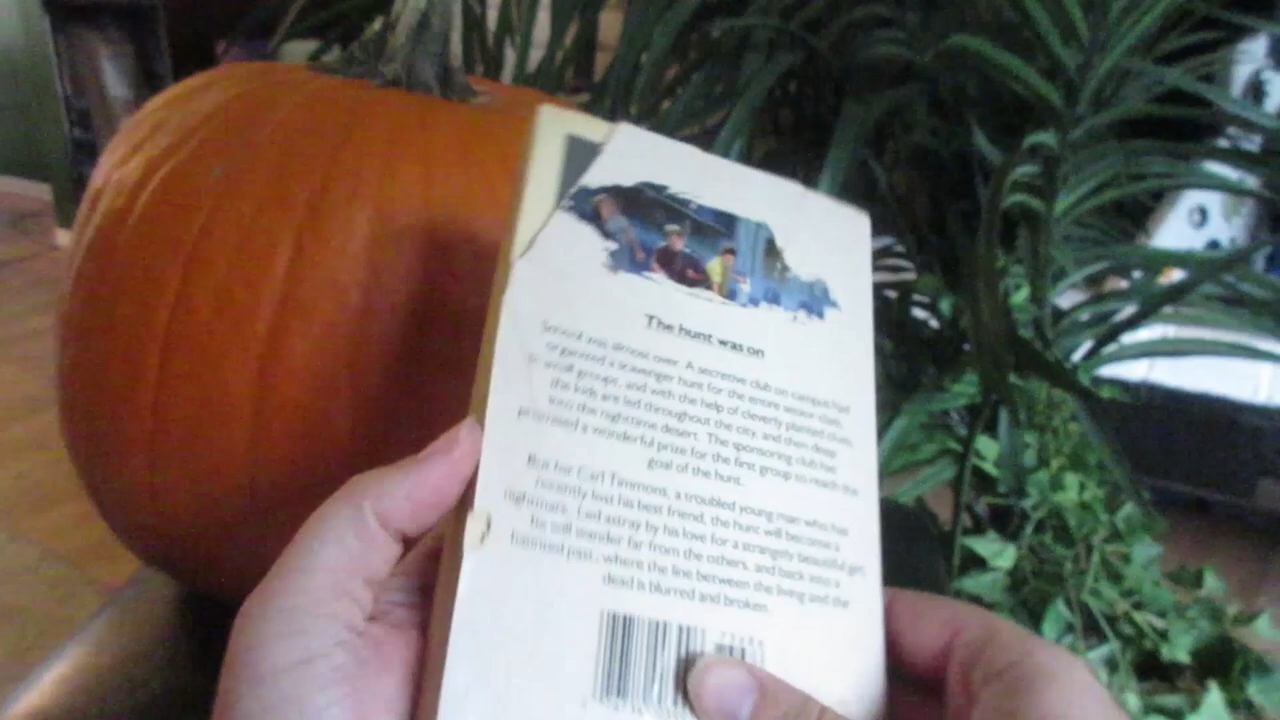 The hunt was on
School was almost over. A secretive club on campus had
organized a scavenger hunt for the entire senior class.
In small groups, and with the help of cleverly planted clues,
the kids are led throughout the city, and then deep
into the nighttime desert. The sponsoring club has
promised a wonderful prize for the first group to reach the
goal of the hunt.
But for Carl Timmons, a troubled young man who has
recently lost his best friend, the hunt will become a
nightmare. Led astray by his love for a strangely beautiful girl,
he will wander far from the others, and back into a
haunted past, where the line between the living and the
dead is blurred and broken.